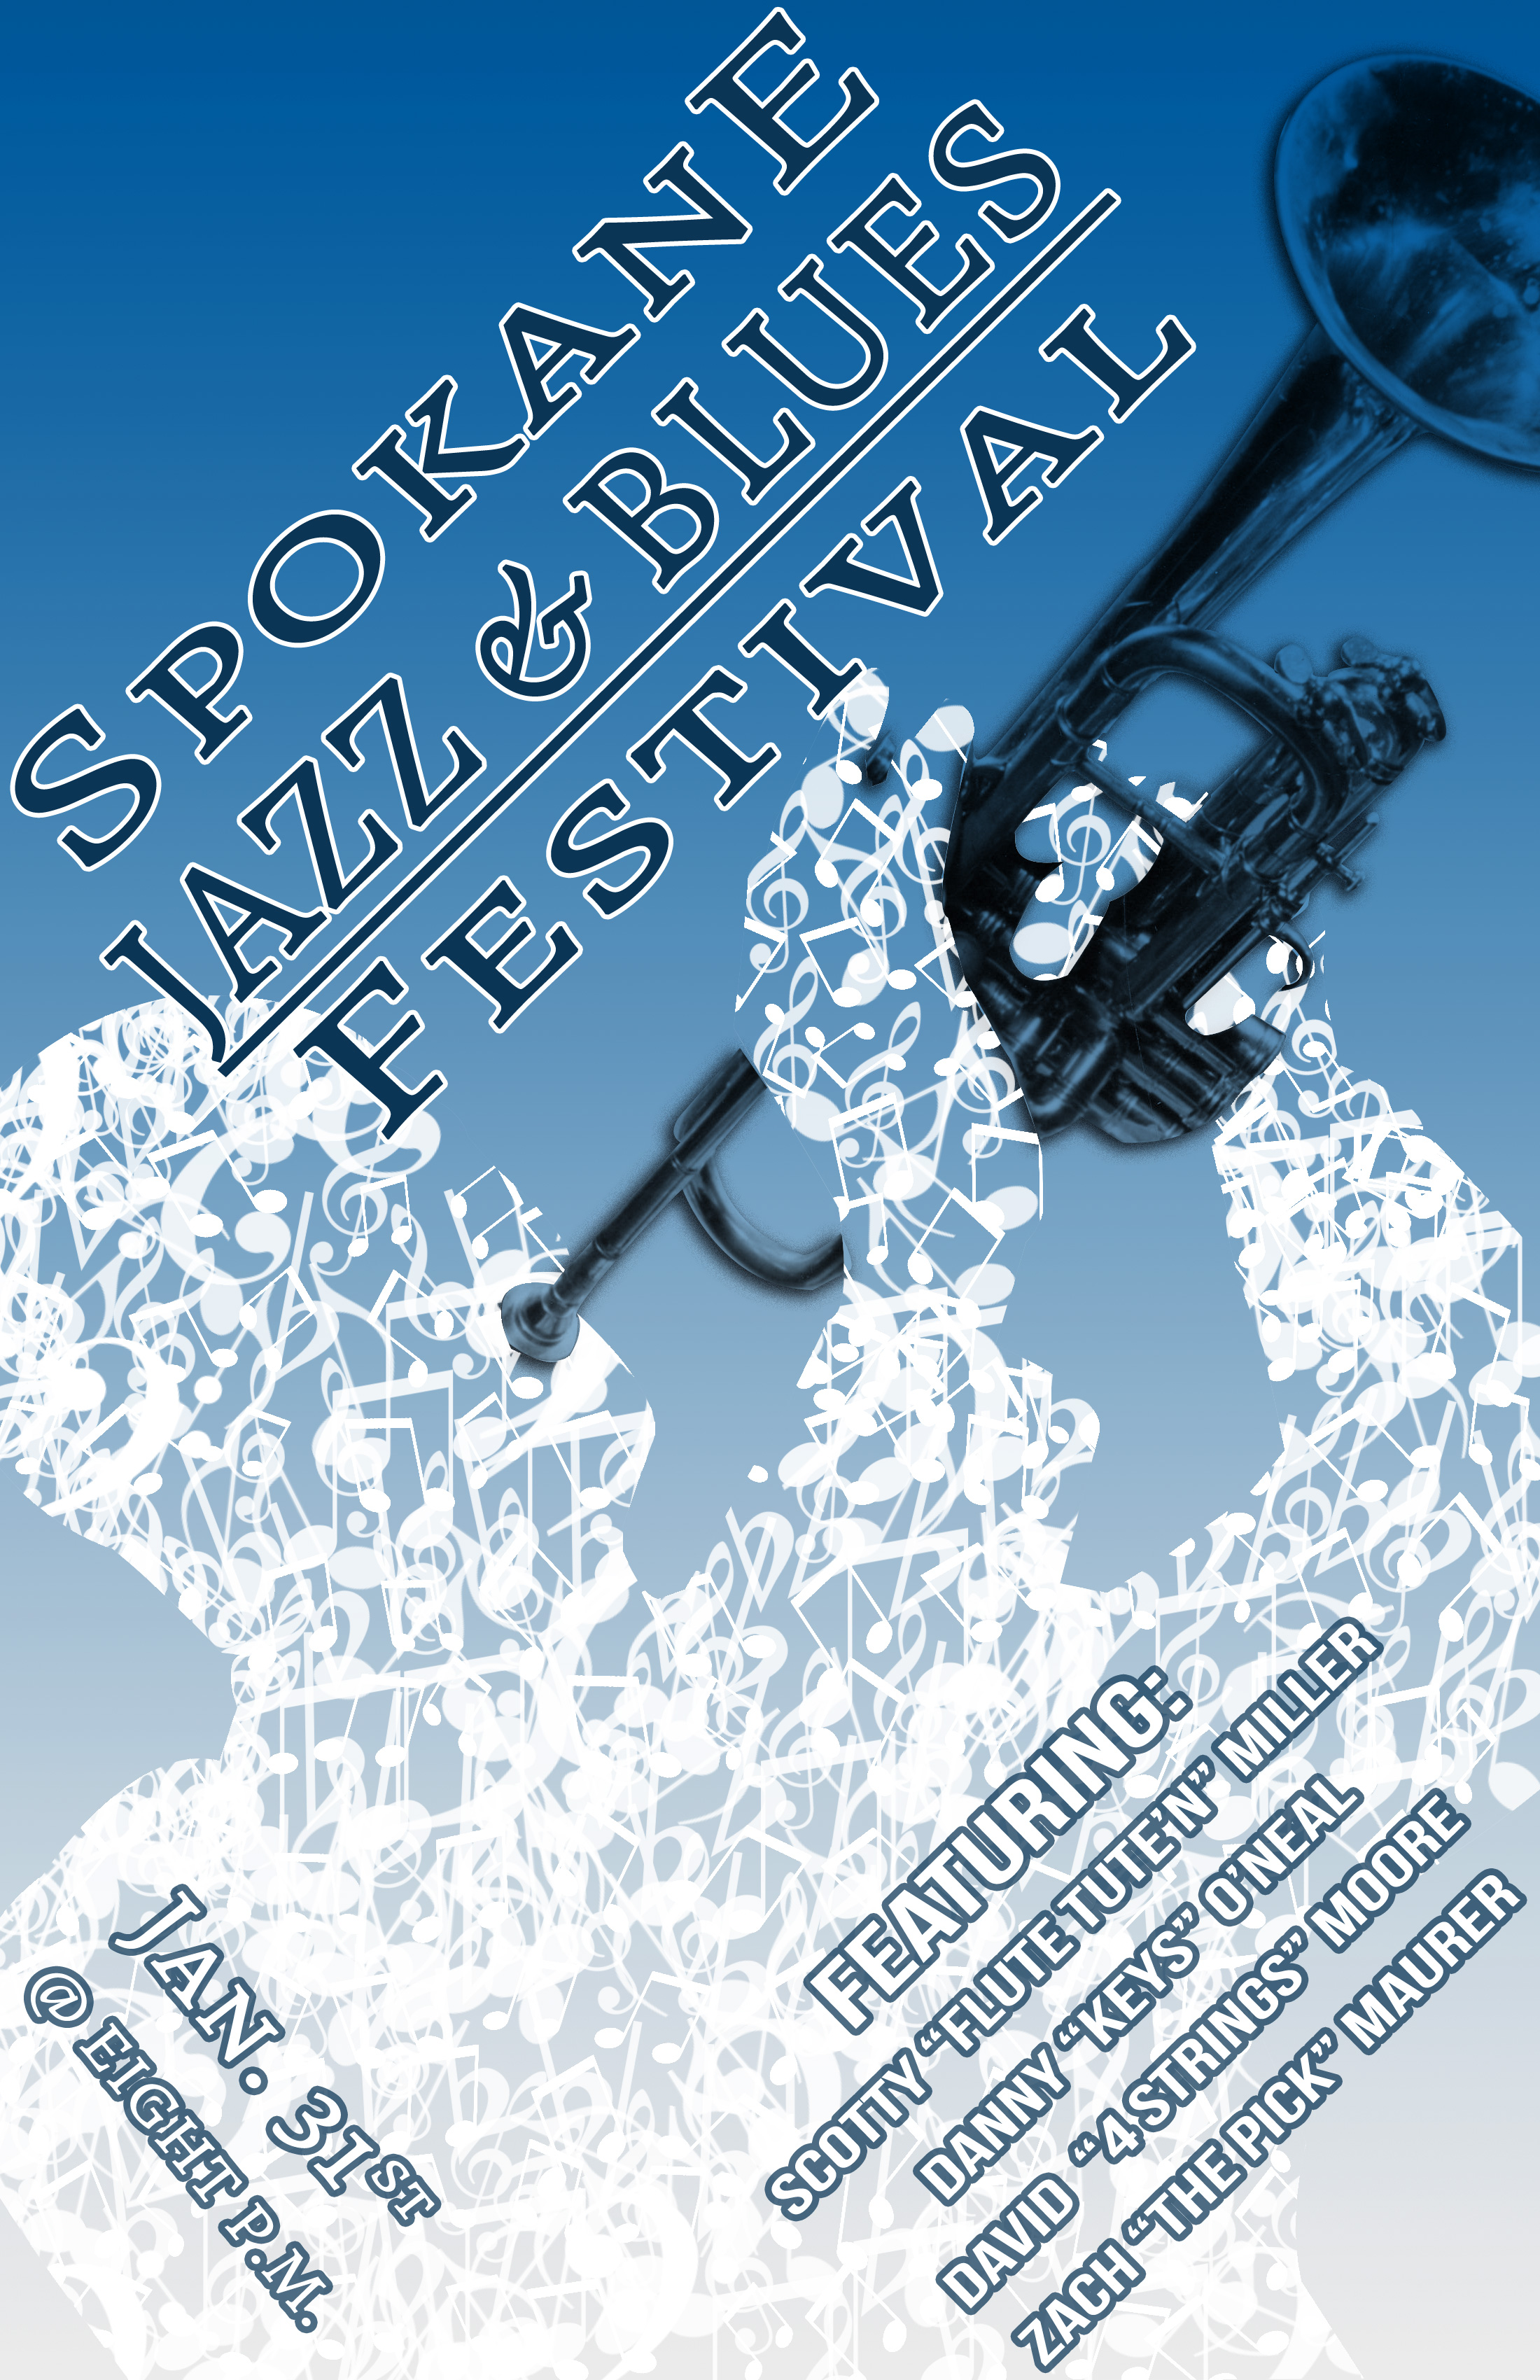 SPOKANE
JAZZ & BLUES
FESTIVAL
FEATURING:
SCOTTY “FLUTE TUTE’N” MILLER
DANNY “KEYS” O’NEAL
DAVID “4 STRINGS” MOORE
ZACH “THE PICK” MAURER
JAN. 31ST
@ EIGHT P.M.